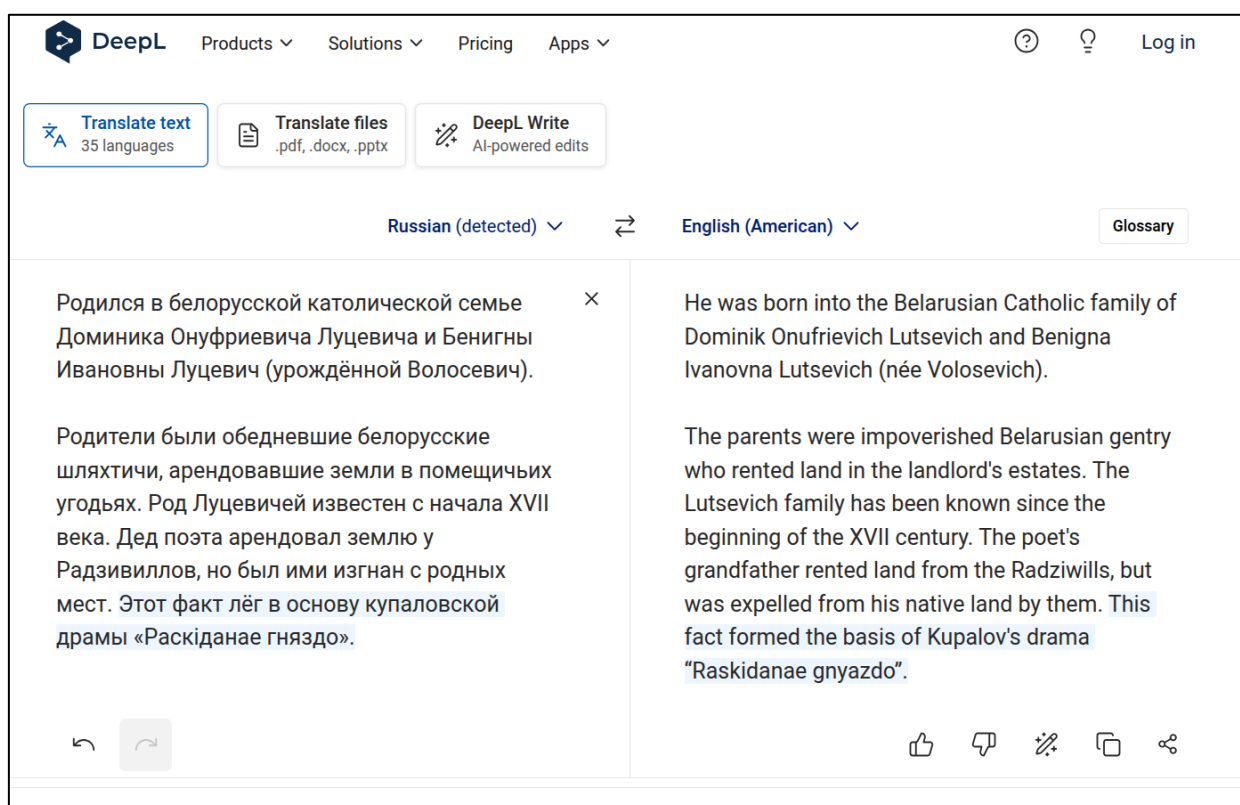 DeepL
Products
Solutions
Pricing
Apps
Log in
Translate text
35 languages
Translate files
.pdf, .docx, .pptx
DeepL Write
AI-powered edits
Russian (detected)
English (American)
Glossary
Родился в белорусской католической семье
Доминика Онуфриевича Луцевича и Бенигны
Ивановны Луцевич (урождённой Волосевич).
Родители были обедневшие белорусские
шляхтичи, арендовавшие земли в помещичьих
угодьях. Род Луцевичей известен с начала XVII
века. Дед поэта арендовал землю у
Радзивиллов, но был ими изгнан с родных
мест. Этот факт лёг в основу купаловской
драмы «Раскіданае гняздо».
He was born into the Belarusian Catholic family of
Dominik Onufrievich Lutsevich and Benigna
Ivanovna Lutsevich (née Volosevich).
The parents were impoverished Belarusian gentry
who rented land in the landlord's estates. The
Lutsevich family has been known since the
beginning of the XVII century. The poet's
grandfather rented land from the Radziwills, but
was expelled from his native land by them. This
fact formed the basis of Kupalov's drama
“Raskidanae gnyazdo”.